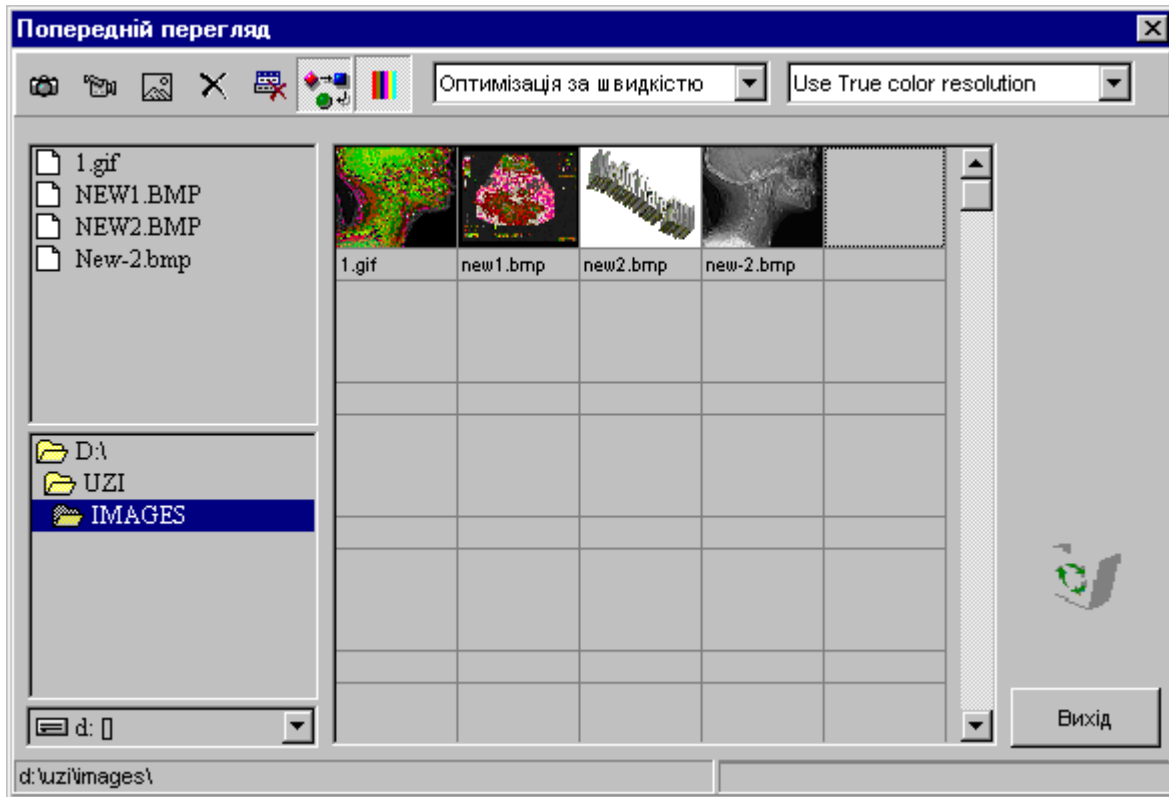 Попередній перегляд
Оптимизація за швидкістю
Use True color resolution
1.gif
NEW1.BMP
NEW2.BMP
New-2.bmp
1.gif
new1.bmp
new2.bmp
new-2.bmp
D:\
UZI
IMAGES
d: []
Вихід
d:\uzi\images\